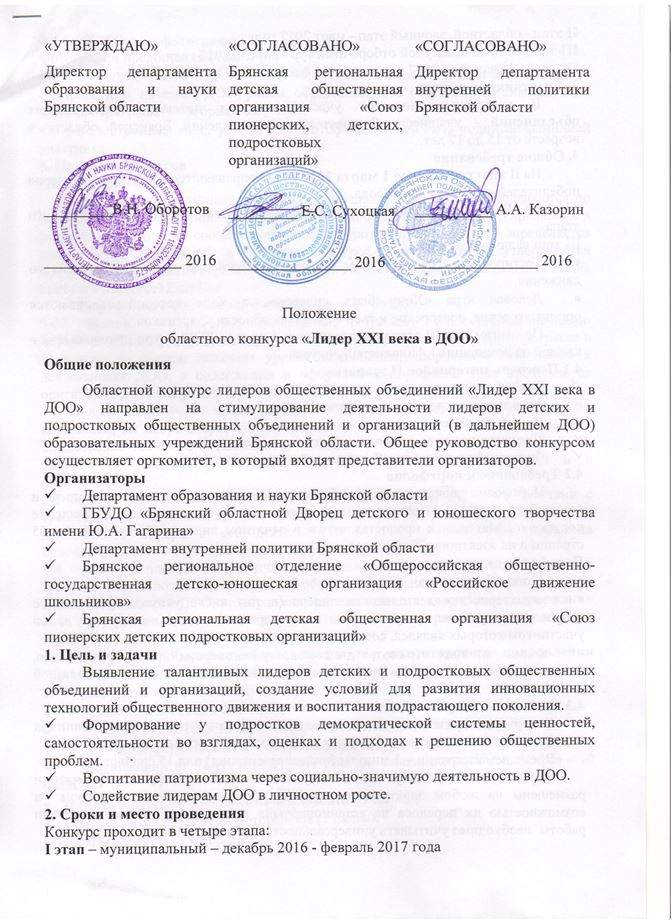 «УТВЕРЖДАЮ»
Директор департамента
образования и науки
Брянской области
В.Н. Оборотов
2016
«СОГЛАСОВАНО»
Брянская региональная
детская общественная
организация «Союз
пионерских, детских,
подростковых
организаций»
Е.С. Сухоцкая
2016
«СОГЛАСОВАНО»
Директор департамента
внутренней политики
Брянской области
А.А. Казорин
2016
Положение
областного конкурса «Лидер XXI века в ДОО»
Общие положения
Областной конкурс лидеров общественных объединений «Лидер XXI века в
ДОО» направлен на стимулирование деятельности лидеров детских и
подростковых общественных объединений и организаций (в дальнейшем ДОО)
образовательных учреждений Брянской области. Общее руководство конкурсом
осуществляет оргкомитет, в который входят представители организаторов.
Организаторы
✓ Департамент образования и науки Брянской области
✓ ГБУДО «Брянский областной Дворец детского и юношеского творчества
имени Ю.А. Гагарина»
✓ Департамент внутренней политики Брянской области
✓ Брянское региональное отделение «Общероссийская общественно-
государственная детско-юношеская организация «Российское движение
школьников»
✓ Брянская региональная детская общественная организация «Союз
пионерских детских подростковых организаций»
1. Цель и задачи
Выявление талантливых лидеров детских и подростковых общественных
объединений и организаций, создание условий для развития инновационных
технологий общественного движения и воспитания подрастающего поколения.
✓ Формирование у подростков демократической системы ценностей,
самостоятельности во взглядах, оценках и подходах к решению общественных
проблем.
✓ Воспитание патриотизма через социально-значимую деятельность в ДОО.
✓ Содействие лидерам ДОО в личностном росте.
2. Сроки и место проведения
Конкурс проходит в четыре этапа:
I этап – муниципальный – декабрь 2016 - февраль 2017 года